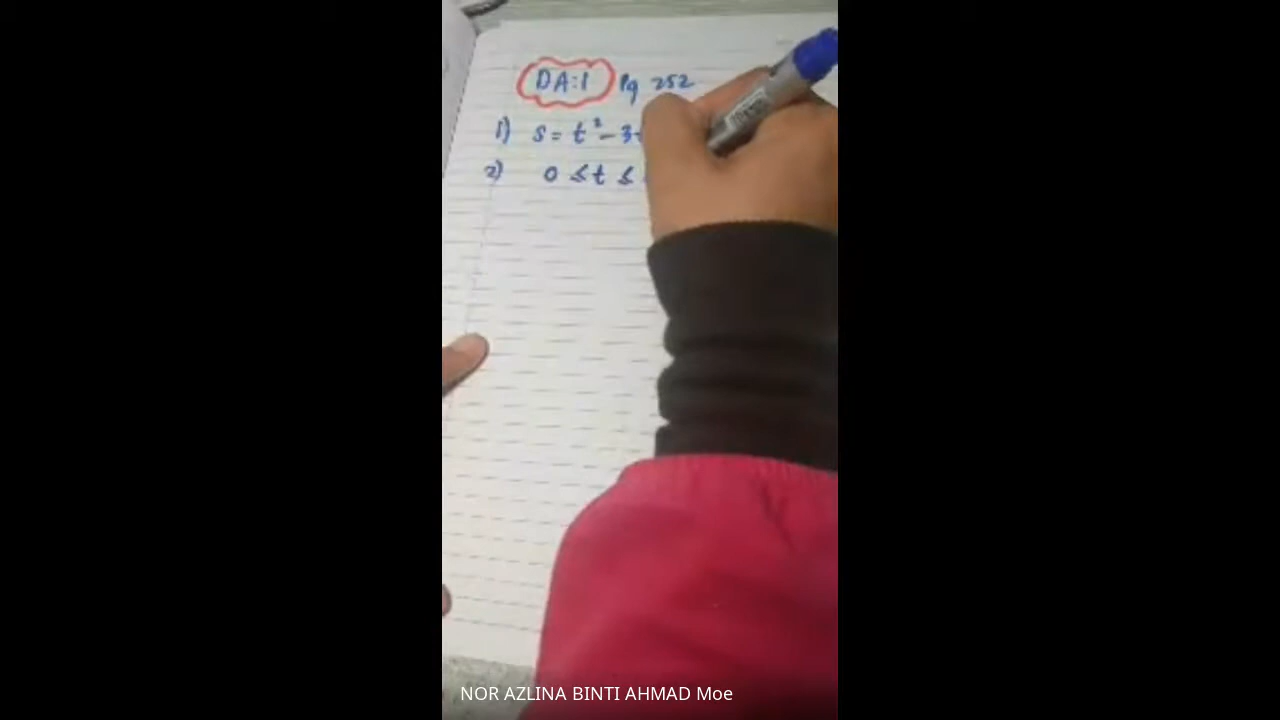 DA:1 Pg 252
1) s = t² - 3
2) 0 ≤ t ≤
NOR AZLINA BINTI AHMAD Moe